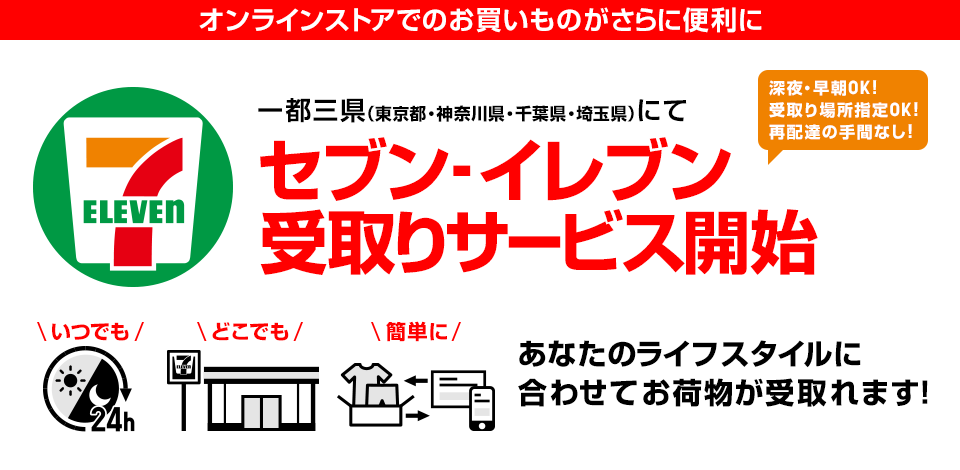 オンラインストアでのお買いものがさらに便利に
一都三県(東京都・神奈川県・千葉県・埼玉県)にて
深夜・早朝OK!
受取り場所指定OK!
再配達の手間なし!
7
ELEVEn
セブン-イレブン
受取りサービス開始
\いつでも/
\どこでも/
\簡単に/
24h
7
ELEVEn
あなたのライフスタイルに
合わせてお荷物が受取れます!